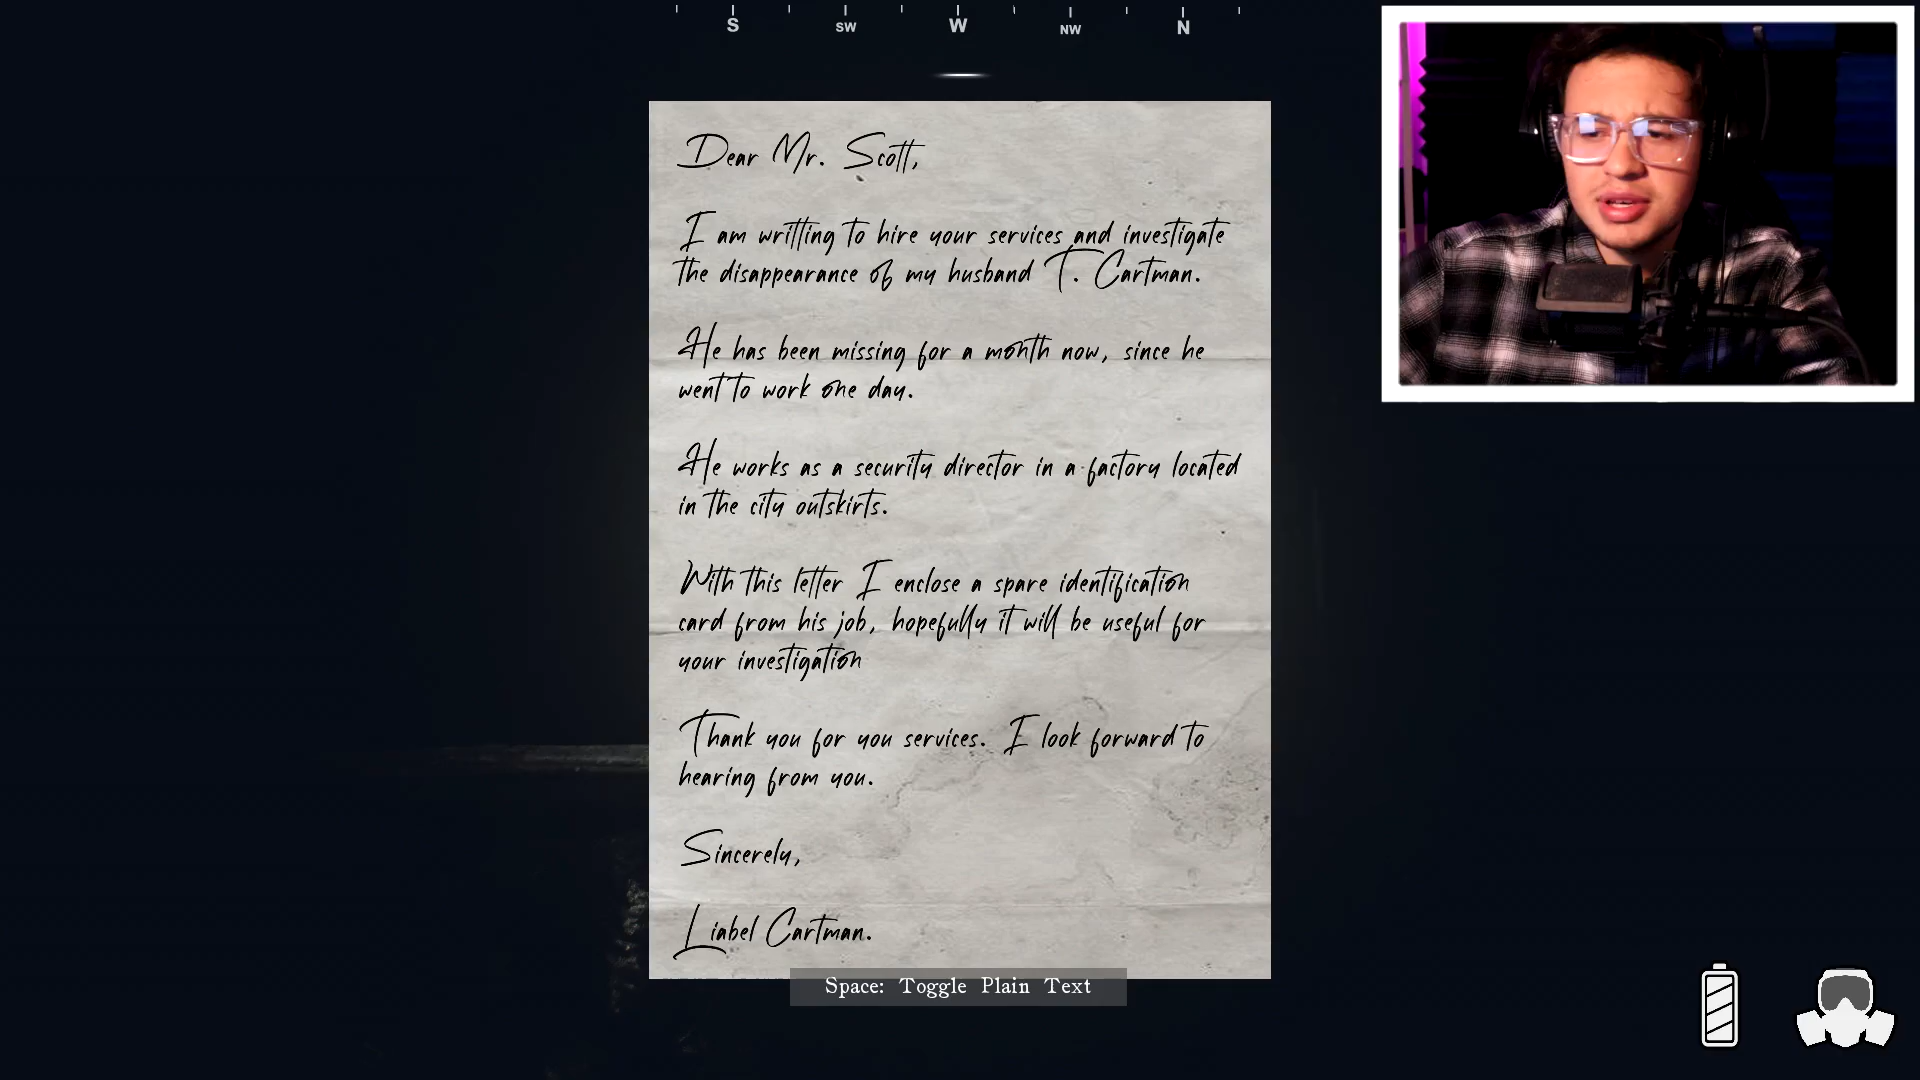 S SW W NW N
Dear Mr. Scott,
I am writting to hire your services and investigate
the disappearance of my husband T. Cartman.
He has been missing for a month now, since he
went to work one day.
He works as a security director in a factory located
in the city outskirts.
With this letter I enclose a spare identification
card from his job, hopefully it will be useful for
your investigation
Thank you for you services. I look forward to
hearing from you.
Sincerely,
Liabel Cartman.
Space: Toggle Plain Text